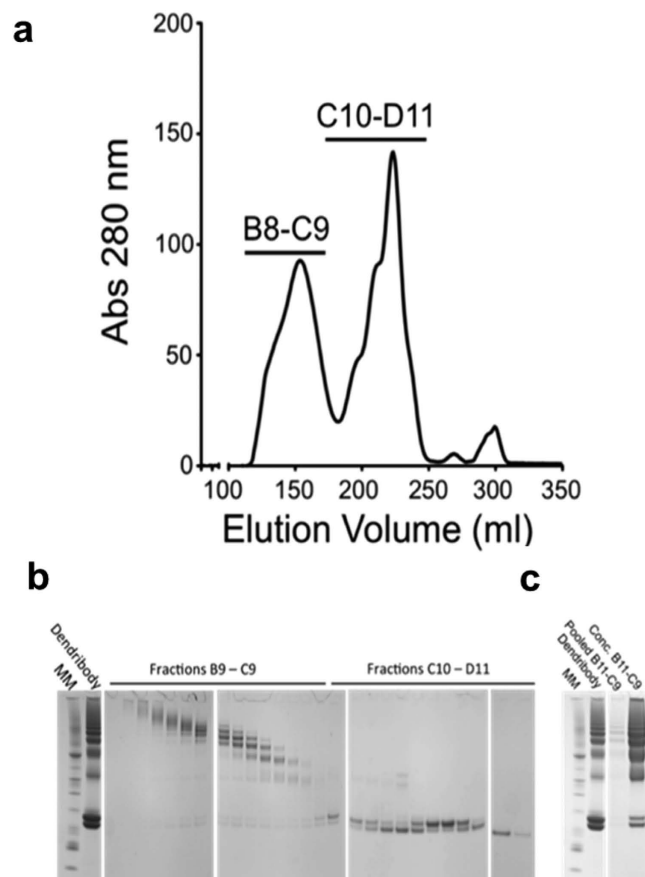 a
200
150
100
50
0
Abs 280 nm
B8-C9
C10-D11
100 150 200 250 300 350
Elution Volume (ml)
b
c
MM
Dendribody
Fractions B9 – C9
Fractions C10 – D11
MM
Dendribody
Pooled B11-C9
Conc. B11-C9